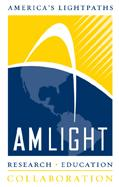 AMERICA'S LIGHTPATHS
AMLIGHT
RESEARCH · EDUCATION
COLLABORATION